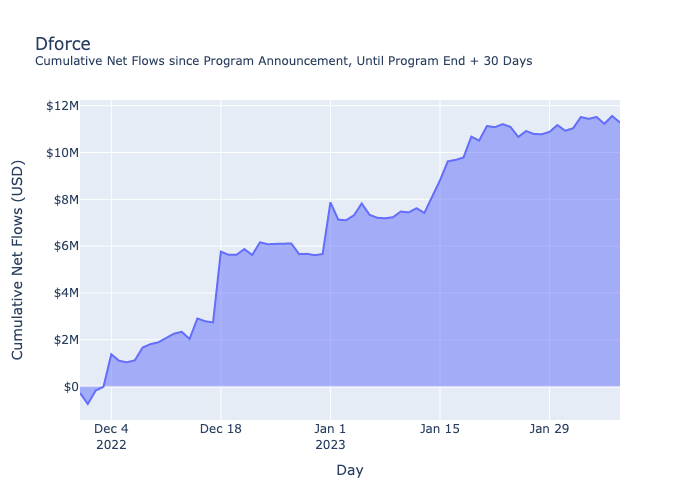 Dforce
Cumulative Net Flows since Program Announcement, Until Program End + 30 Days
Cumulative Net Flows (USD)
$12M
$10M
$8M
$6M
$4M
$2M
$0
Dec 4
2022
Dec 18
Jan 1
2023
Jan 15
Jan 29
Day